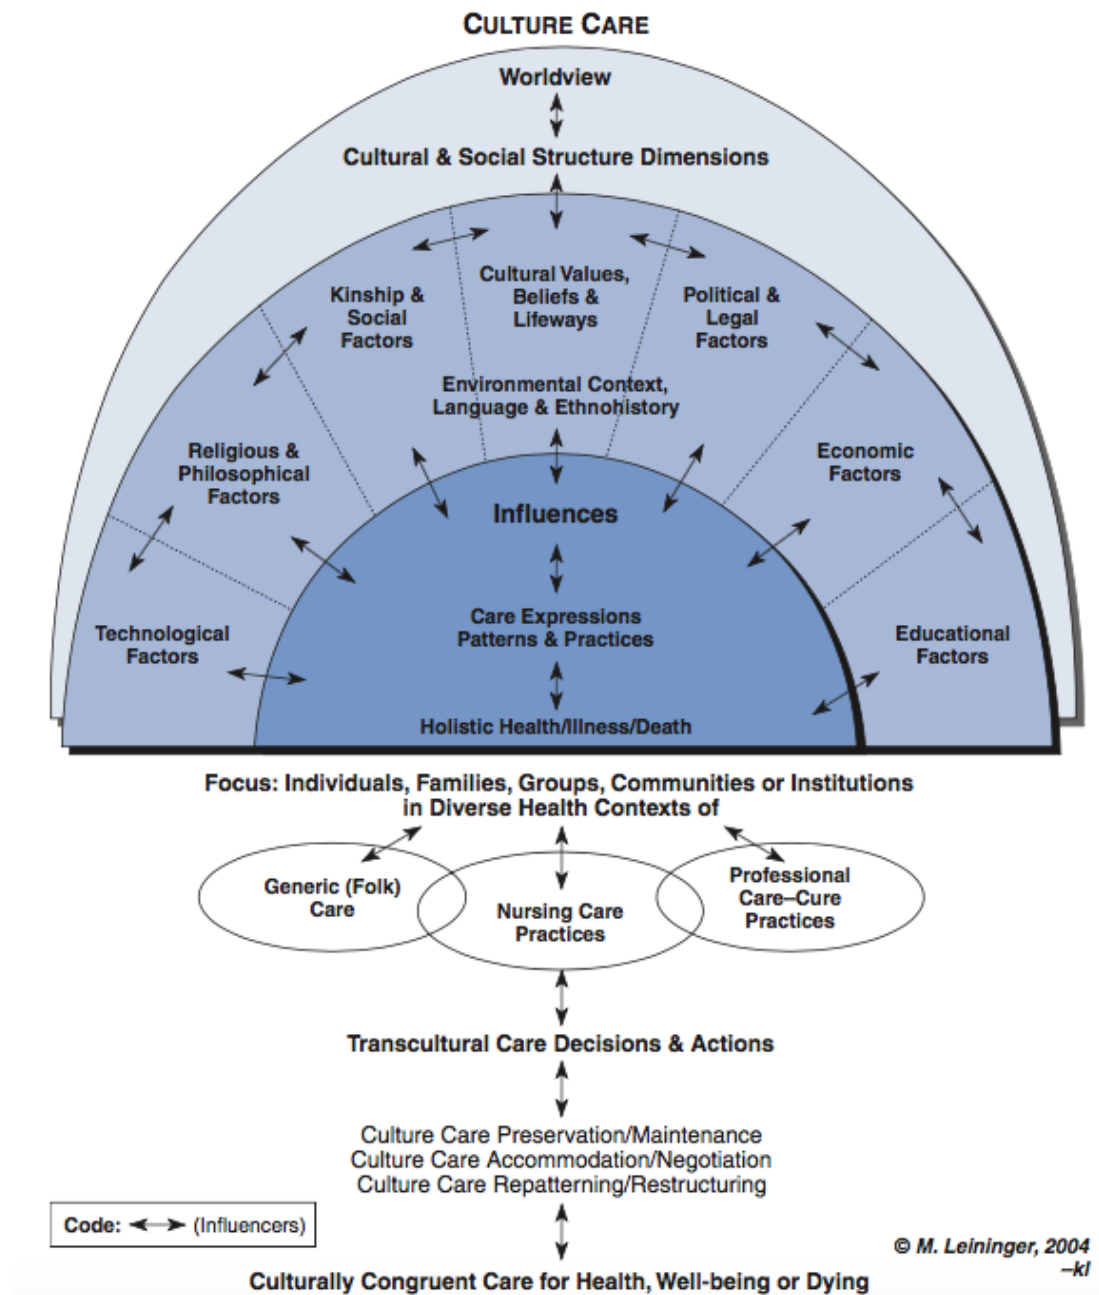 CULTURE CARE
Worldview
Cultural & Social Structure Dimensions
Cultural Values,
Beliefs &
Lifeways
Kinship &
Social
Factors
Political &
Legal
Factors
Environmental Context,
Language & Ethnohistory
Religious &
Philosophical
Factors
Economic
Factors
Technological
Factors
Educational
Factors
Influences
Care Expressions
Patterns & Practices
Holistic Health/Illness/Death
Focus: Individuals, Families, Groups, Communities or Institutions
in Diverse Health Contexts of
Generic (Folk)
Care
Nursing Care
Practices
Professional
Care–Cure
Practices
Transcultural Care Decisions & Actions
Culture Care Preservation/Maintenance
Culture Care Accommodation/Negotiation
Culture Care Repatterning/Restructuring
Code: (Influencers)
© M. Leininger, 2004
–kl
Culturally Congruent Care for Health, Well-being or Dying